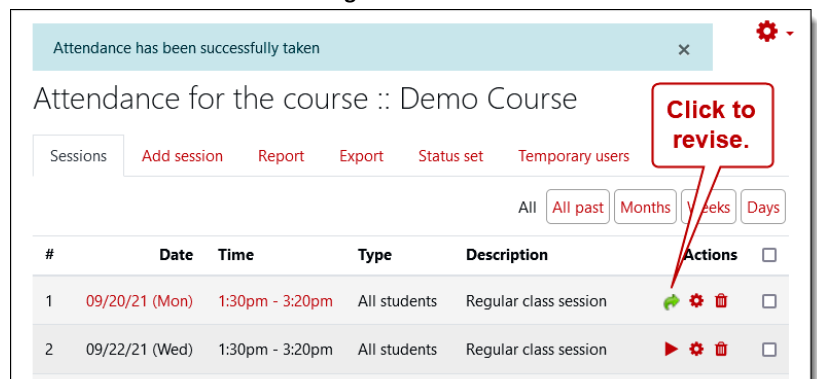 Attendance has been successfully taken ×
Attendance for the course :: Demo Course
Click to
revise.
Sessions Add session Report Export Status set Temporary users
All All past Months Weeks Days
# Date Time Type Description Actions
1 09/20/21 (Mon) 1:30pm - 3:20pm All students Regular class session
2 09/22/21 (Wed) 1:30pm - 3:20pm All students Regular class session